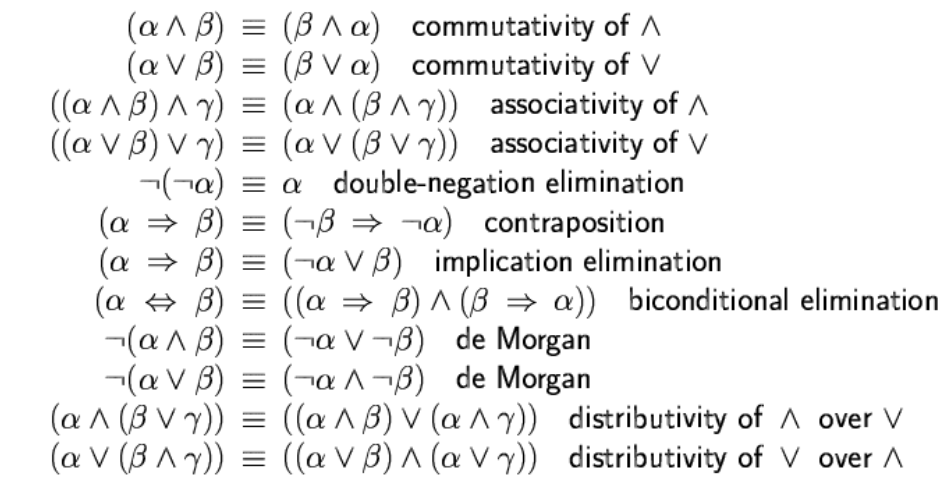 (α ∧ β) ≡ (β ∧ α) commutativity of ∧
(α ∨ β) ≡ (β ∨ α) commutativity of ∨
((α ∧ β) ∧ γ) ≡ (α ∧ (β ∧ γ)) associativity of ∧
((α ∨ β) ∨ γ) ≡ (α ∨ (β ∨ γ)) associativity of ∨
¬(¬α) ≡ α double-negation elimination
(α ⇒ β) ≡ (¬β ⇒ ¬α) contraposition
(α ⇒ β) ≡ (¬α ∨ β) implication elimination
(α ⇔ β) ≡ ((α ⇒ β) ∧ (β ⇒ α)) biconditional elimination
¬(α ∧ β) ≡ (¬α ∨ ¬β) de Morgan
¬(α ∨ β) ≡ (¬α ∧ ¬β) de Morgan
(α ∧ (β ∨ γ)) ≡ ((α ∧ β) ∨ (α ∧ γ)) distributivity of ∧ over ∨
(α ∨ (β ∧ γ)) ≡ ((α ∨ β) ∧ (α ∨ γ)) distributivity of ∨ over ∧